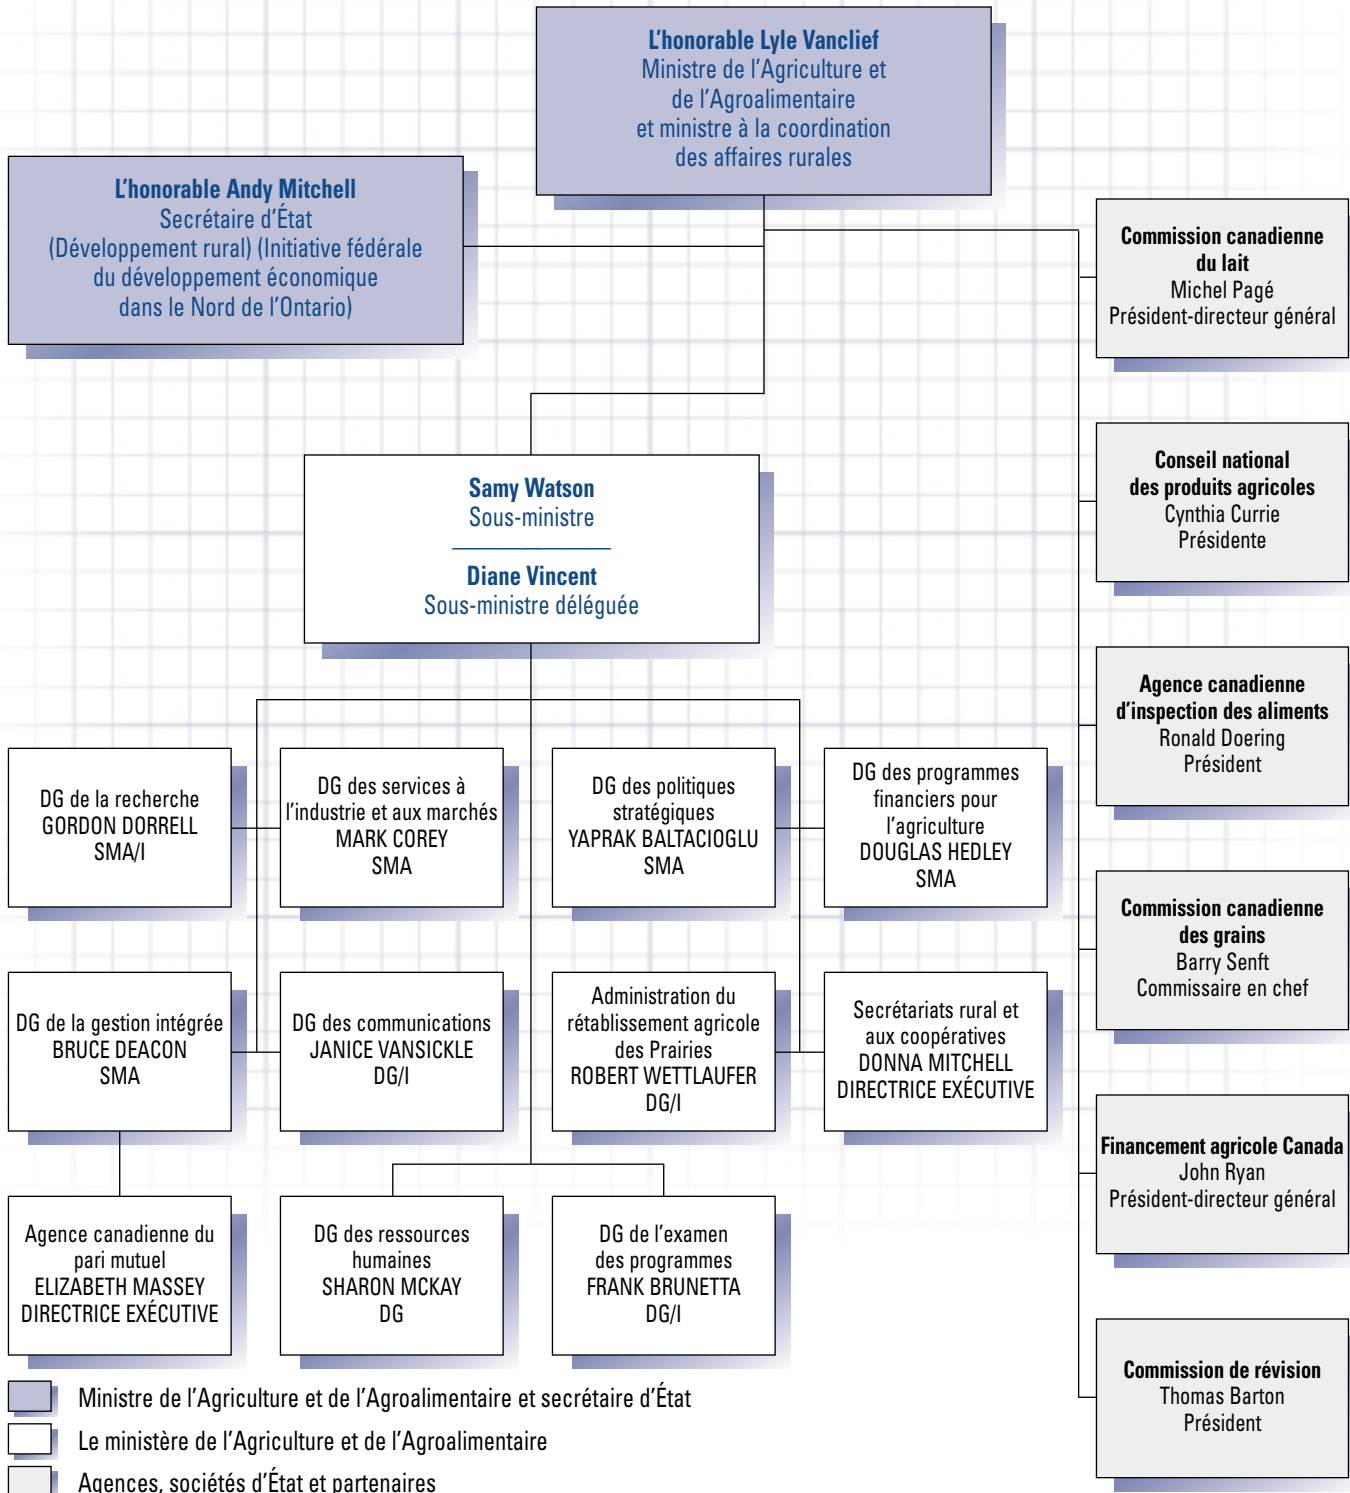 L'honorable Lyle Vanclief
Ministre de l'Agriculture et
de l'Agroalimentaire
et ministre à la coordination
des affaires rurales
L'honorable Andy Mitchell
Secrétaire d'État
(Développement rural) (Initiative fédérale
du développement économique
dans le Nord de l'Ontario)
Commission canadienne
du lait
Michel Pagé
Président-directeur général
Samy Watson
Sous-ministre
Diane Vincent
Sous-ministre déléguée
Conseil national
des produits agricoles
Cynthia Currie
Présidente
Agence canadienne
d'inspection des aliments
Ronald Doering
Président
DG de la recherche
GORDON DORRELL
SMA/I
DG des services à
l'industrie et aux marchés
MARK COREY
SMA
DG des politiques
stratégiques
YAPRAK BALTACIOGLU
SMA
DG des programmes
financiers pour
l'agriculture
DOUGLAS HEDLEY
SMA
Commission canadienne
des grains
Barry Senft
Commissaire en chef
DG de la gestion intégrée
BRUCE DEACON
SMA
DG des communications
JANICE VANSICKLE
DG/I
Administration du
rétablissement agricole
des Prairies
ROBERT WETTLAUFER
DG/I
Secrétariats rural et
aux coopératives
DONNA MITCHELL
DIRECTRICE EXÉCUTIVE
Financement agricole Canada
John Ryan
Président-directeur général
Agence canadienne du
pari mutuel
ELIZABETH MASSEY
DIRECTRICE EXÉCUTIVE
DG des ressources
humaines
SHARON MCKAY
DG
DG de l'examen
des programmes
FRANK BRUNETTA
DG/I
Commission de révision
Thomas Barton
Président
Ministre de l'Agriculture et de l'Agroalimentaire et secrétaire d'État
Le ministère de l'Agriculture et de l'Agroalimentaire
Agences, sociétés d'État et partenaires